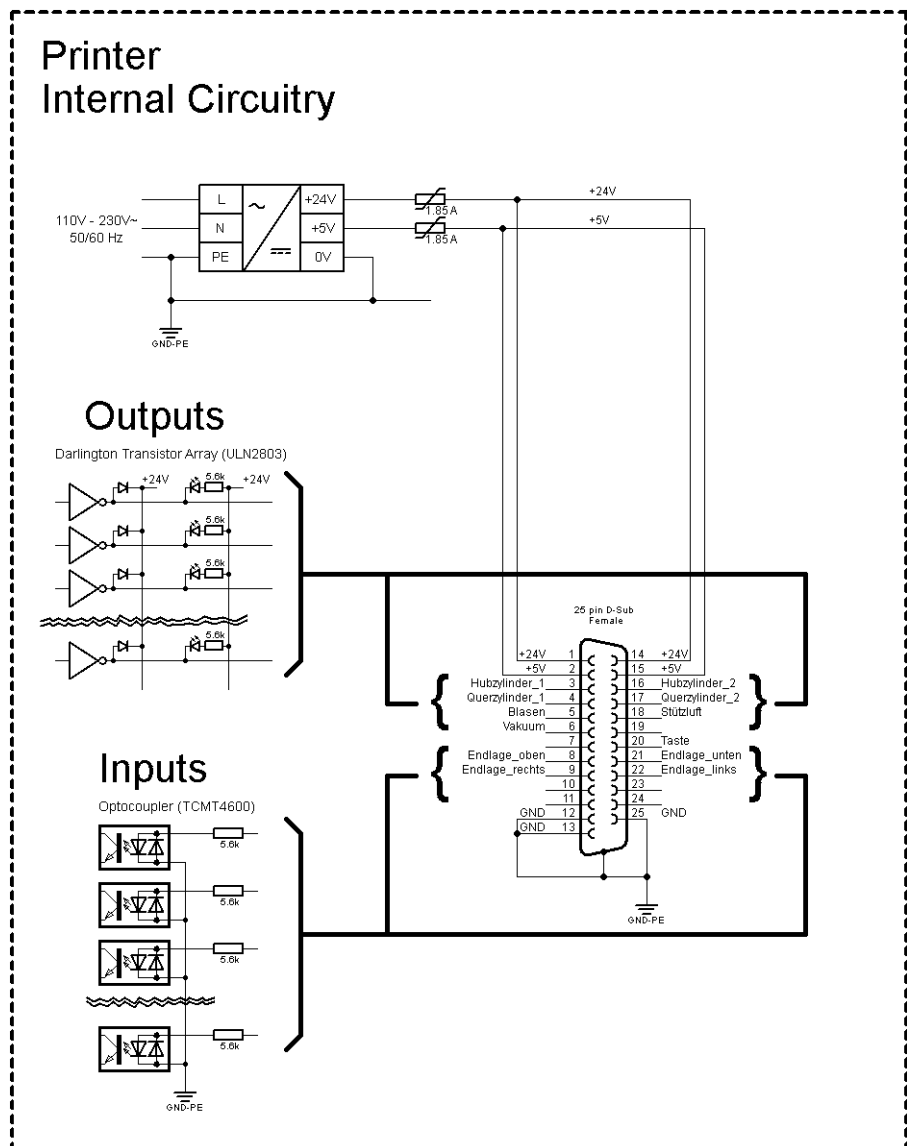 Printer
Internal Circuitry
L
+24V
N
+5V
PE
0V
110V - 230V~
50/60 Hz
1.85A
1.85A
+24V
+5V
GND-PE
Outputs
Darlington Transistor Array (ULN2803)
+24V
5.6k
+24V
5.6k
5.6k
5.6k
25 pin D-Sub
Female
+24V 1 14 +24V
+5V 2 15 +5V
Hubzylinder_1 3 16 Hubzylinder_2
Querzylinder_1 4 17 Querzylinder_2
Blasen 5 18 Stützluft
Vakuum 6 19
7 20 Taste
Endlage_oben 8 21 Endlage_unten
Endlage_rechts 9 22 Endlage_links
10 23
11 24
GND 12 25 GND
GND 13
GND-PE
Inputs
Optocoupler (TCMT4600)
5.6k
5.6k
5.6k
5.6k
GND-PE